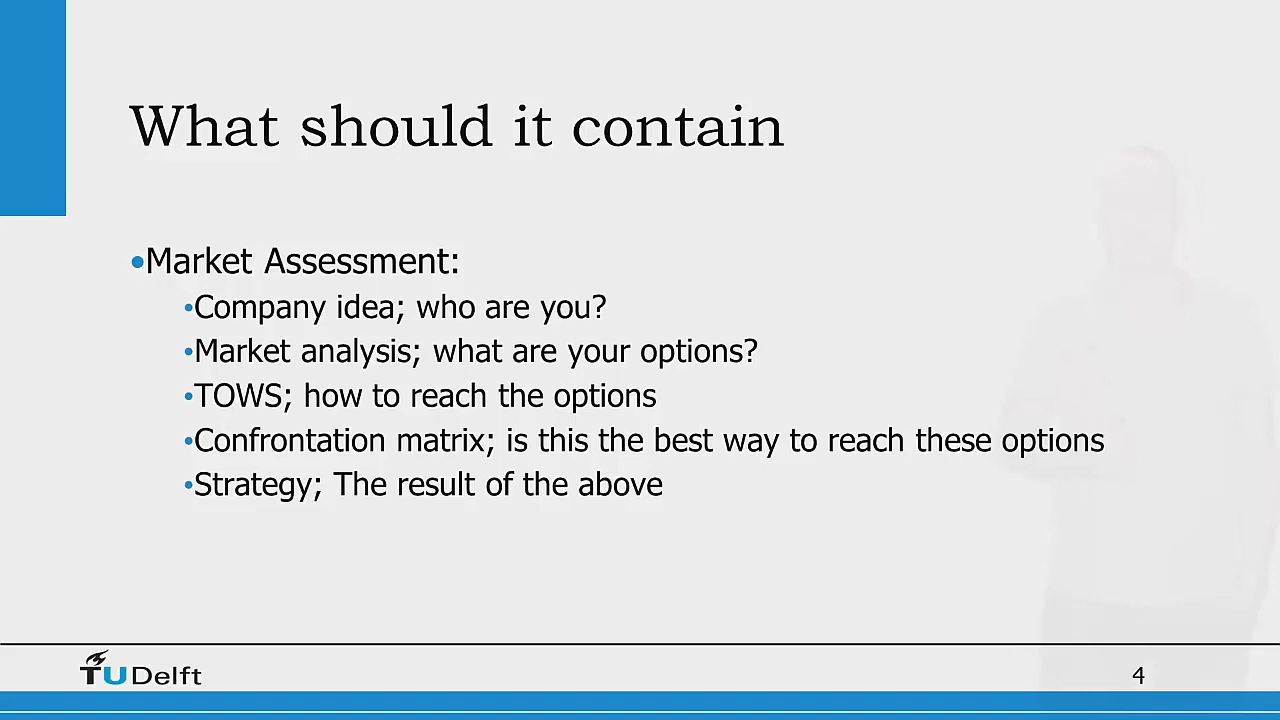 What should it contain
•Market Assessment:
•Company idea; who are you?
•Market analysis; what are your options?
•TOWS; how to reach the options
•Confrontation matrix; is this the best way to reach these options
•Strategy; The result of the above
TUDelft
4